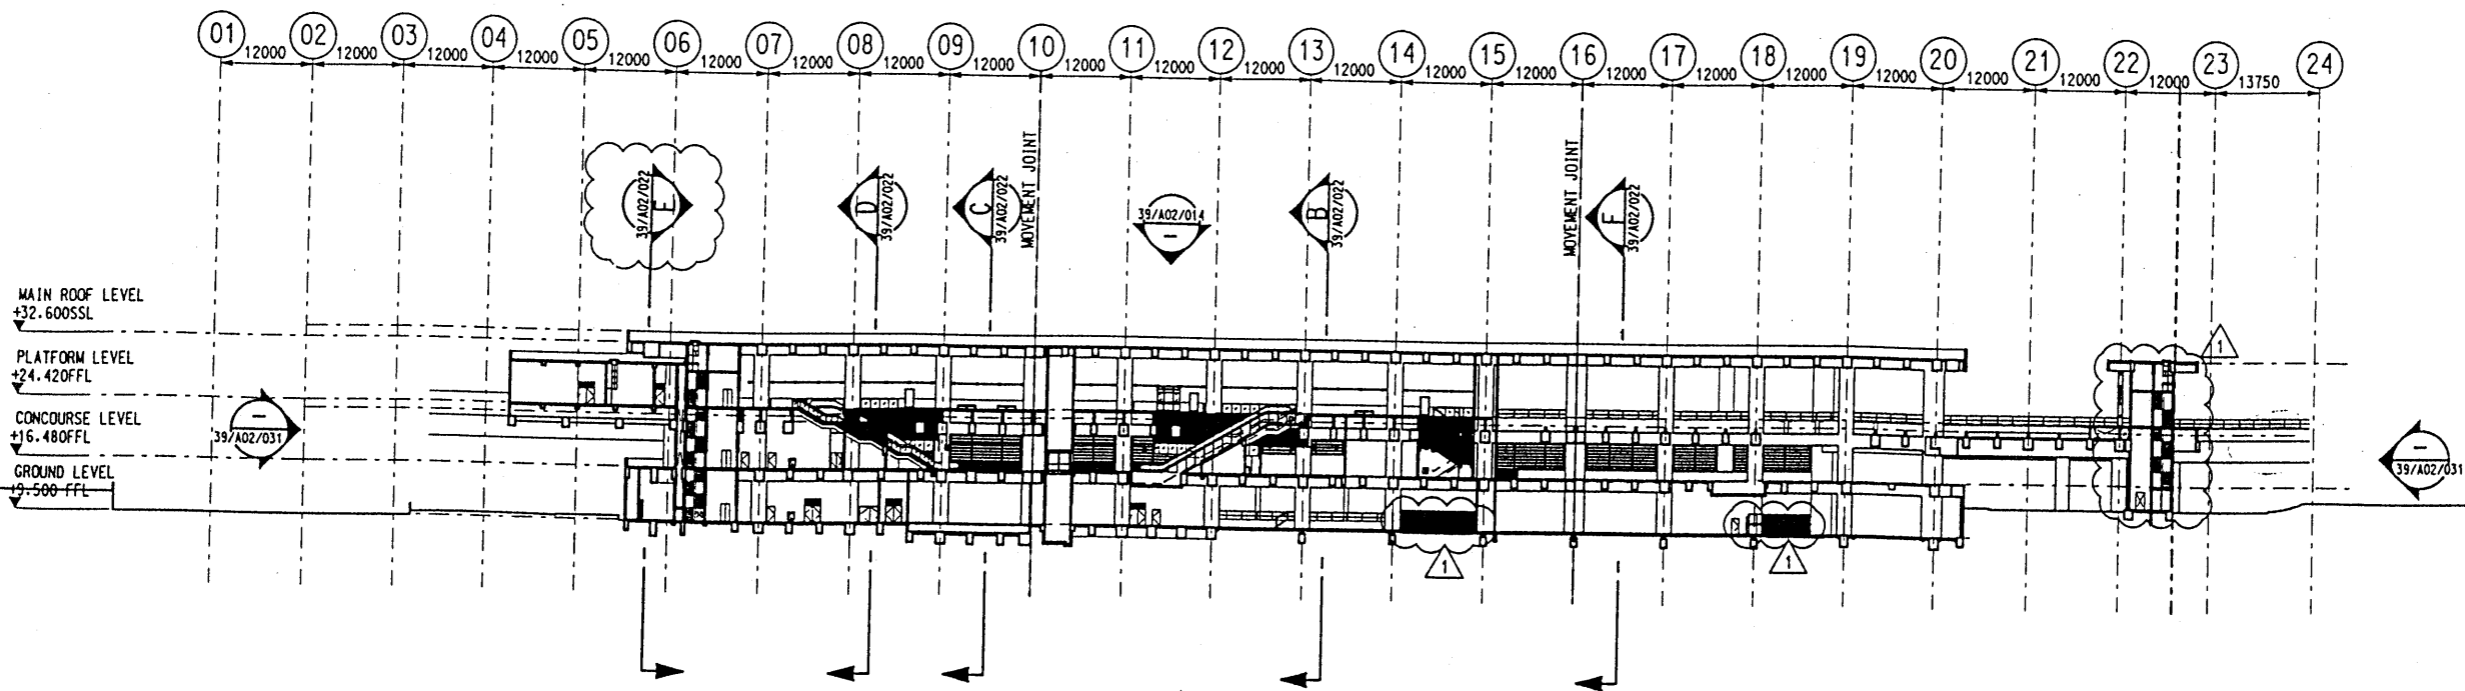 01 02 03 04 05 06 07 08 09 10 11 12 13 14 15 16 17 18 19 20 21 22 23 24
12000 12000 12000 12000 12000 12000 12000 12000 12000 12000 12000 12000 12000 12000 12000 12000 12000 12000 12000 12000 12000 12000 13750
E
39/A02/022
D
39/A02/022
C
39/A02/022
MOVEMENT JOINT
39/A02/014
–
B
39/A02/022
MOVEMENT JOINT
F
39/A02/022
MAIN ROOF LEVEL
+32.600SSL
PLATFORM LEVEL
+24.420FFL
CONCOURSE LEVEL
+16.480FFL
GROUND LEVEL
+9.500 FFL
–
39/A02/031
1
–
39/A02/031
1
1